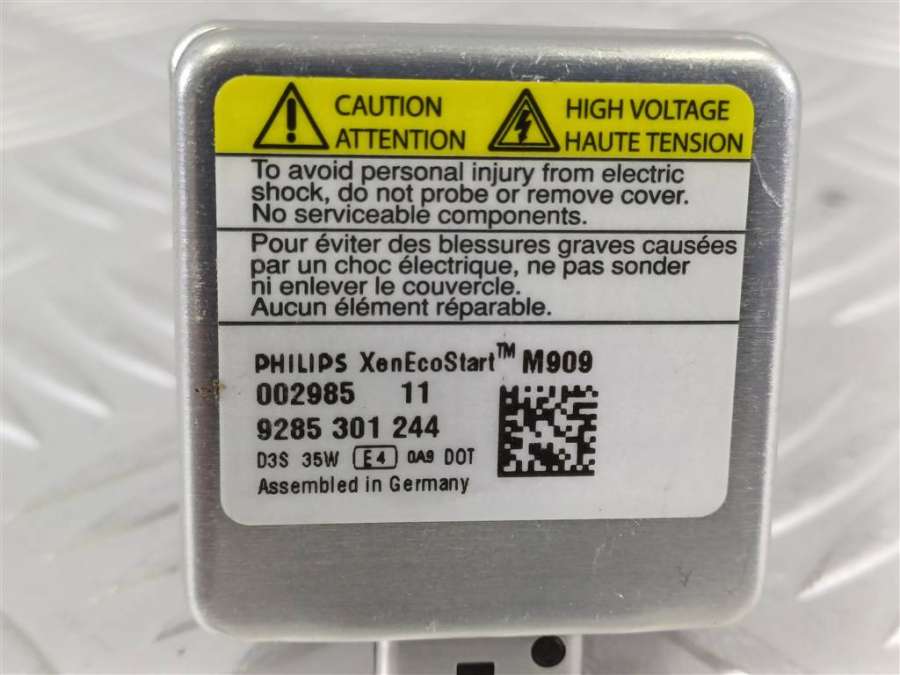 CAUTION
ATTENTION
HIGH VOLTAGE
HAUTE TENSION
To avoid personal injury from electric
shock, do not probe or remove cover.
No serviceable components.
Pour éviter des blessures graves causées
par un choc électrique, ne pas sonder
ni enlever le couvercle.
Aucun élément réparable.
PHILIPS XenEcoStart™ M909
002985 11
9285 301 244
D3S 35W E4 0A9 DOT
Assembled in Germany